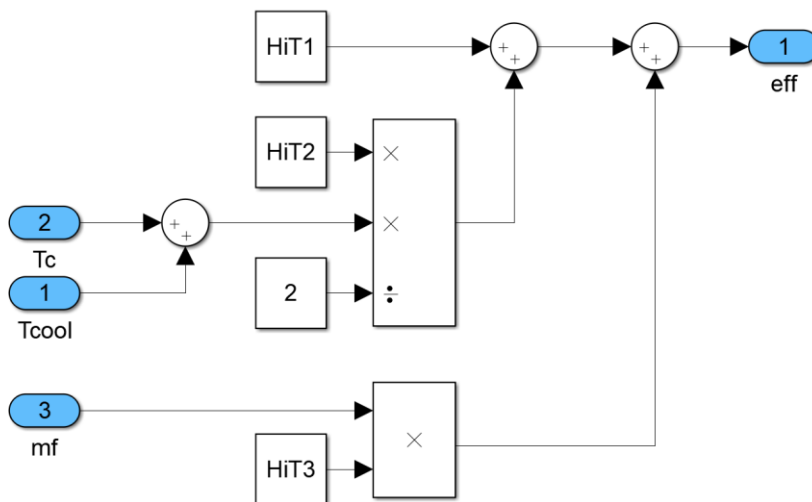 HiT1
+
+
+
+
1
eff
HiT2
×
2
Tc
+
+
×
1
Tcool
2
÷
3
mf
×
HiT3